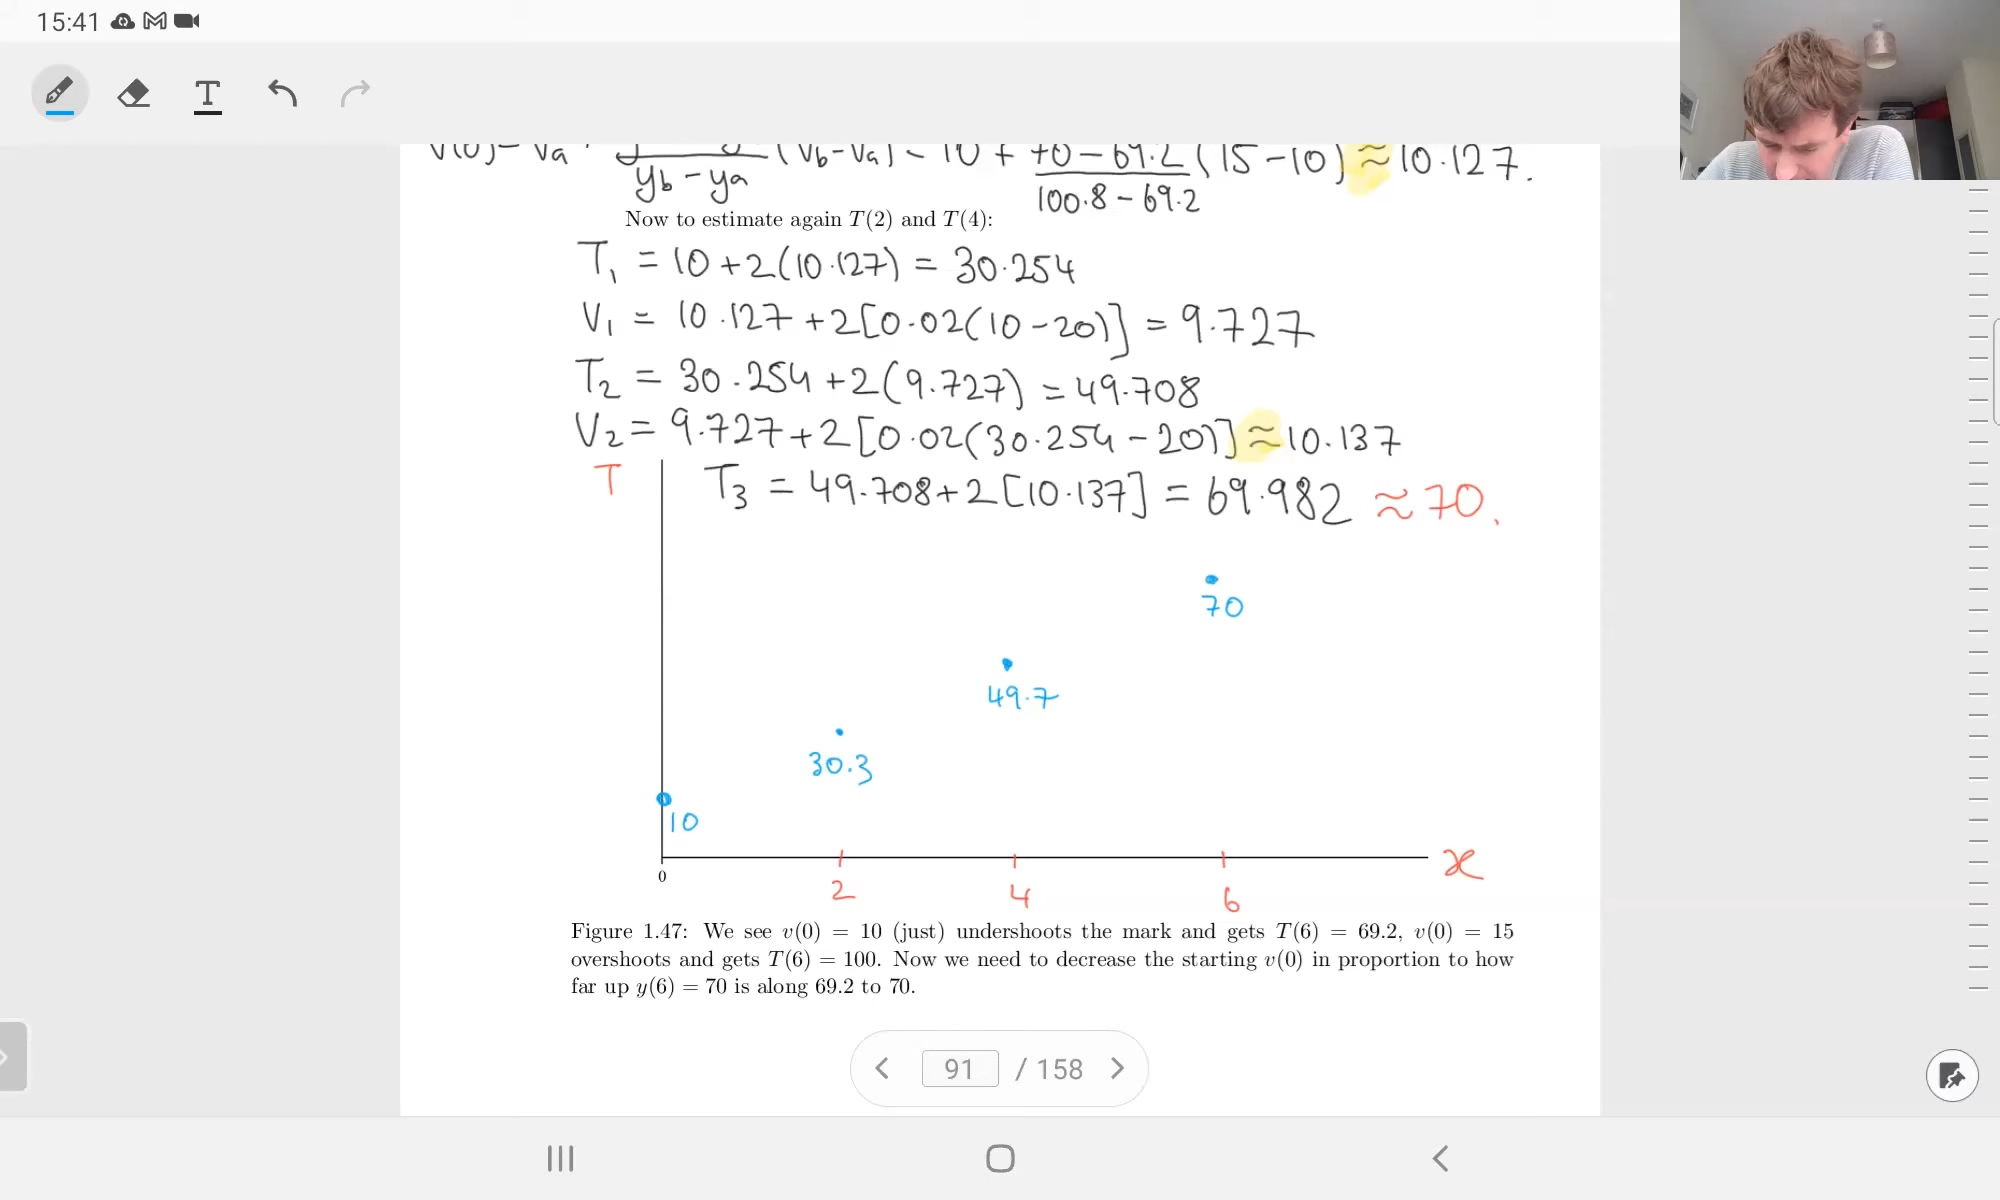 15:41
T
v(0) = Va + (Vb-Va) = 10 + 70-69.2 (15-10) ≈ 10.127.
yb-ya
100.8-69.2
Now to estimate again T(2) and T(4):
T₁ = 10+2(10.127) = 30.254
V₁ = 10.127+2[0.02(10-20)] = 9.727
T₂ = 30.254+2(9.727) = 49.708
V₂ = 9.727+2[0.02(30.254-20)] ≈ 10.137
T T₃ = 49.708+2[10.137] = 69.982 ≈ 70.
70
49.7
30.3
10
x
0 2 4 6
Figure 1.47: We see v(0) = 10 (just) undershoots the mark and gets T(6) = 69.2, v(0) = 15
overshoots and gets T(6) = 100. Now we need to decrease the starting v(0) in proportion to how
far up y(6) = 70 is along 69.2 to 70.
91 / 158